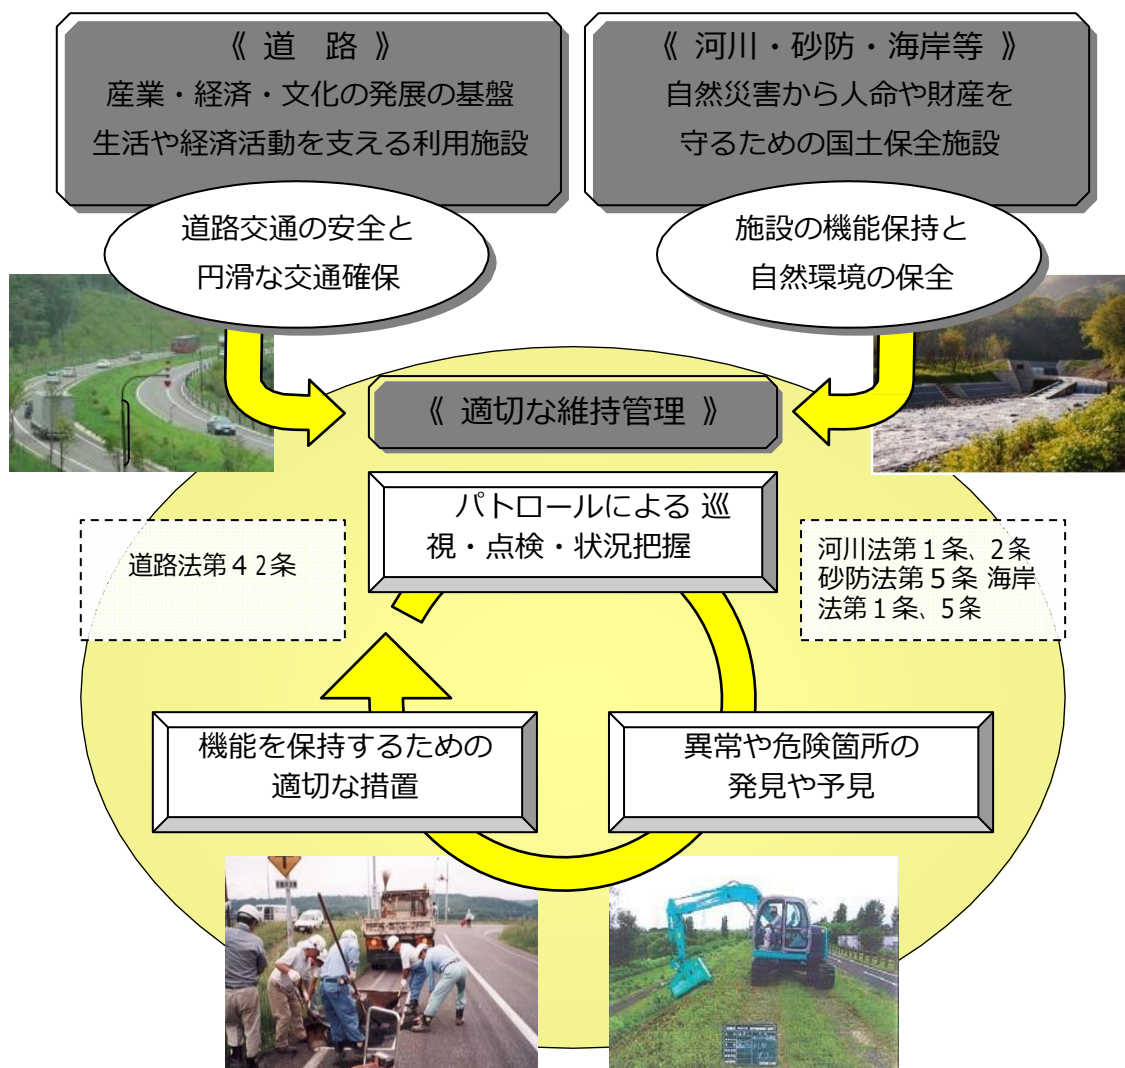 《 道　路 》
産業・経済・文化の発展の基盤
生活や経済活動を支える利用施設
《 河川・砂防・海岸等 》
自然災害から人命や財産を
守るための国土保全施設
道路交通の安全と
円滑な交通確保
施設の機能保持と
自然環境の保全
《 適切な維持管理 》
パトロールによる 巡
視・点検・状況把握
道路法第４２条
河川法第１条、２条
砂防法第５条 海岸
法第１条、５条
機能を保持するための
適切な措置
異常や危険箇所の
発見や予見